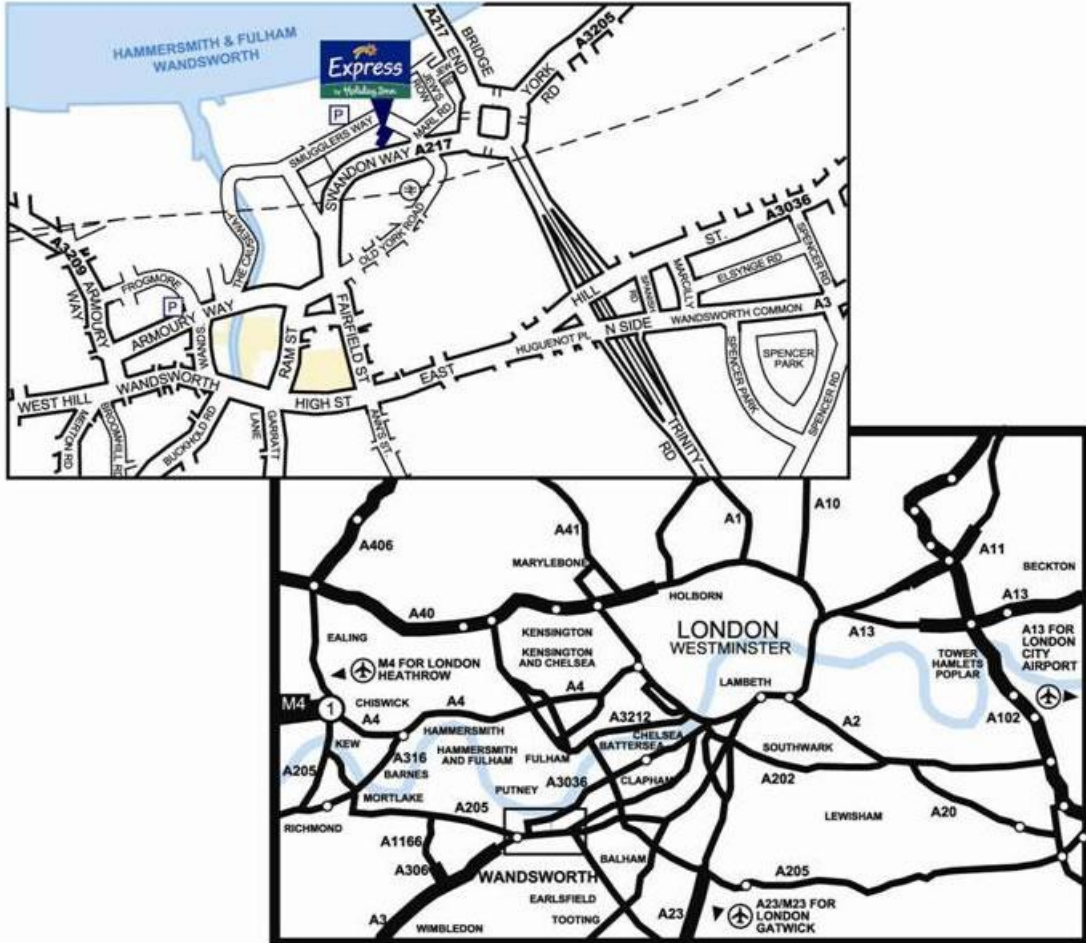 HAMMERSMITH & FULHAM
WANDSWORTH
Express
by Holiday Inn
A217
BRIDGE
END
A3205
YORK
RD
JEW'S
ROW
MARL RD
P
SMUGGLERS WAY
SWANDON WAY
A217
OLD YORK ROAD
THE CAUSEWAY
A3209
ARMOURY
WAY
FROGMORE
P
ARMOURY WAY
WANDS.
RAM ST
FAIRFIELD ST
WEST HILL
WANDSWORTH
HIGH ST
EAST
HILL
ST.
A3036
MERTON RD
BROOMHILL RD
BUCKHOLD RD
GARRATT
LANE
ANN'S ST.
HUGUENOT PL
N SIDE
WANDSWORTH COMMON
A3
SPANISH
RD
MARCILLY
ELSYNGE RD
SPENCER RD
SPENCER
PARK
SPENCER PARK
SPENCER RD
TRINITY
RD
A406
A41
A1
A10
A11
MARYLEBONE
HOLBORN
BECKTON
A40
A13
A13
EALING
KENSINGTON
LONDON
WESTMINSTER
KENSINGTON
AND CHELSEA
A13 FOR
LONDON
CITY
AIRPORT
TOWER
HAMLETS
POPLAR
M4 FOR LONDON
HEATHROW
M4
1
CHISWICK
A4
A4
A4
LAMBETH
A102
A3212
A2
HAMMERSMITH
CHELSEA
BATTERSEA
KEW
A316
HAMMERSMITH
AND FULHAM
FULHAM
SOUTHWARK
A205
BARNES
A3036
CLAPHAM
A202
MORTLAKE
PUTNEY
A205
RICHMOND
A1166
LEWISHAM
A20
A306
BALHAM
A205
WANDSWORTH
EARLSFIELD
TOOTING
A3
WIMBLEDON
A23
A23/M23 FOR
LONDON
GATWICK